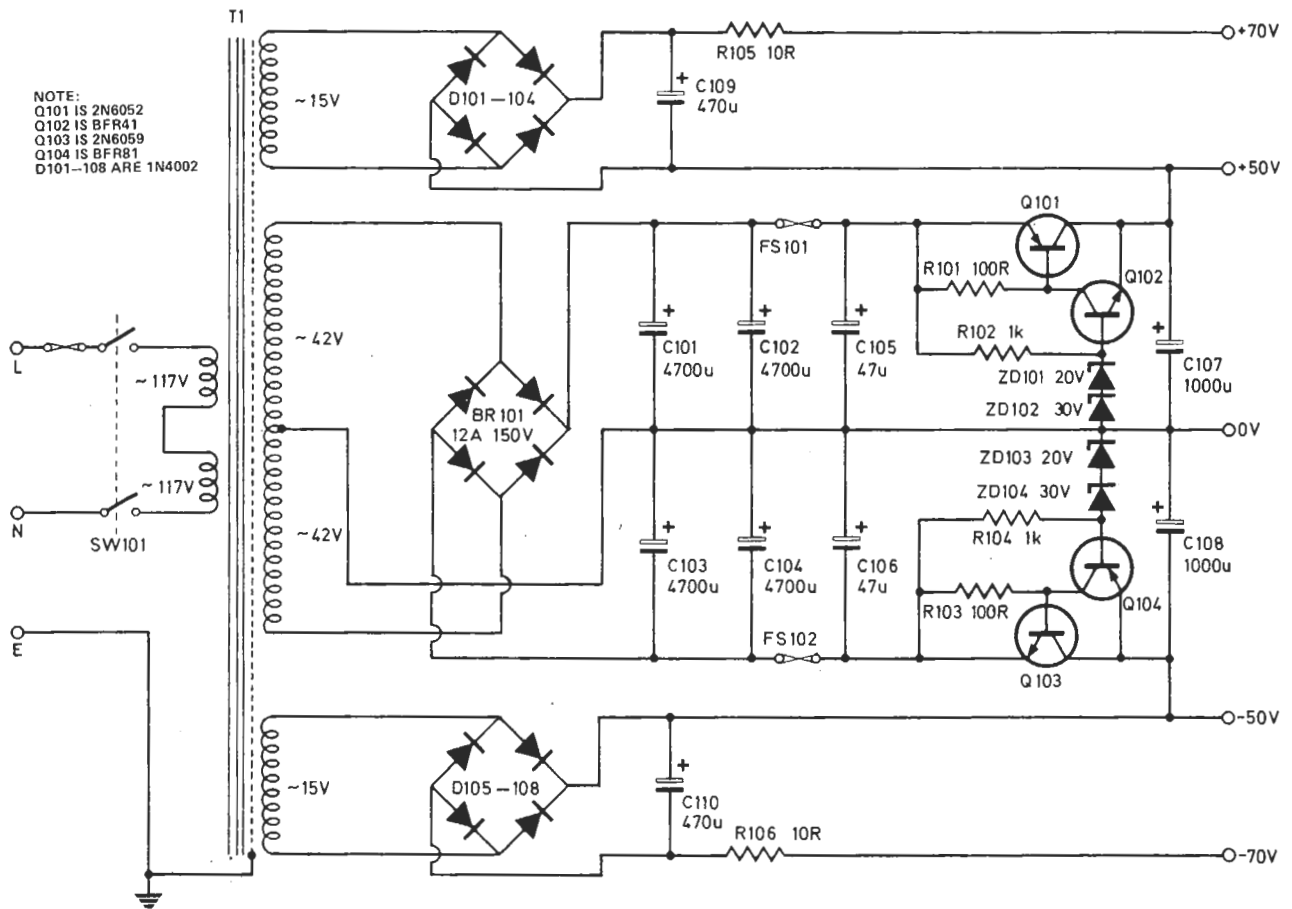 T1
NOTE:
Q101 IS 2N6052
Q102 IS BFR41
Q103 IS 2N6059
Q104 IS BFR81
D101–108 ARE 1N4002
~15V
D101–104
R105 10R
+
C109
470u
+70V
+50V
Q101
FS101
R101 100R
Q102
R102 1k
ZD101 20V
ZD102 30V
~42V
BR101
12A 150V
+
C101
4700u
+
C102
4700u
+
C105
47u
+
C107
1000u
0V
L
~117V
~117V
N
SW101
E
~42V
+
C103
4700u
+
C104
4700u
+
C106
47u
ZD103 20V
ZD104 30V
R104 1k
R103 100R
Q104
+
C108
1000u
FS102
Q103
-50V
~15V
D105–108
+
C110
470u
R106 10R
-70V